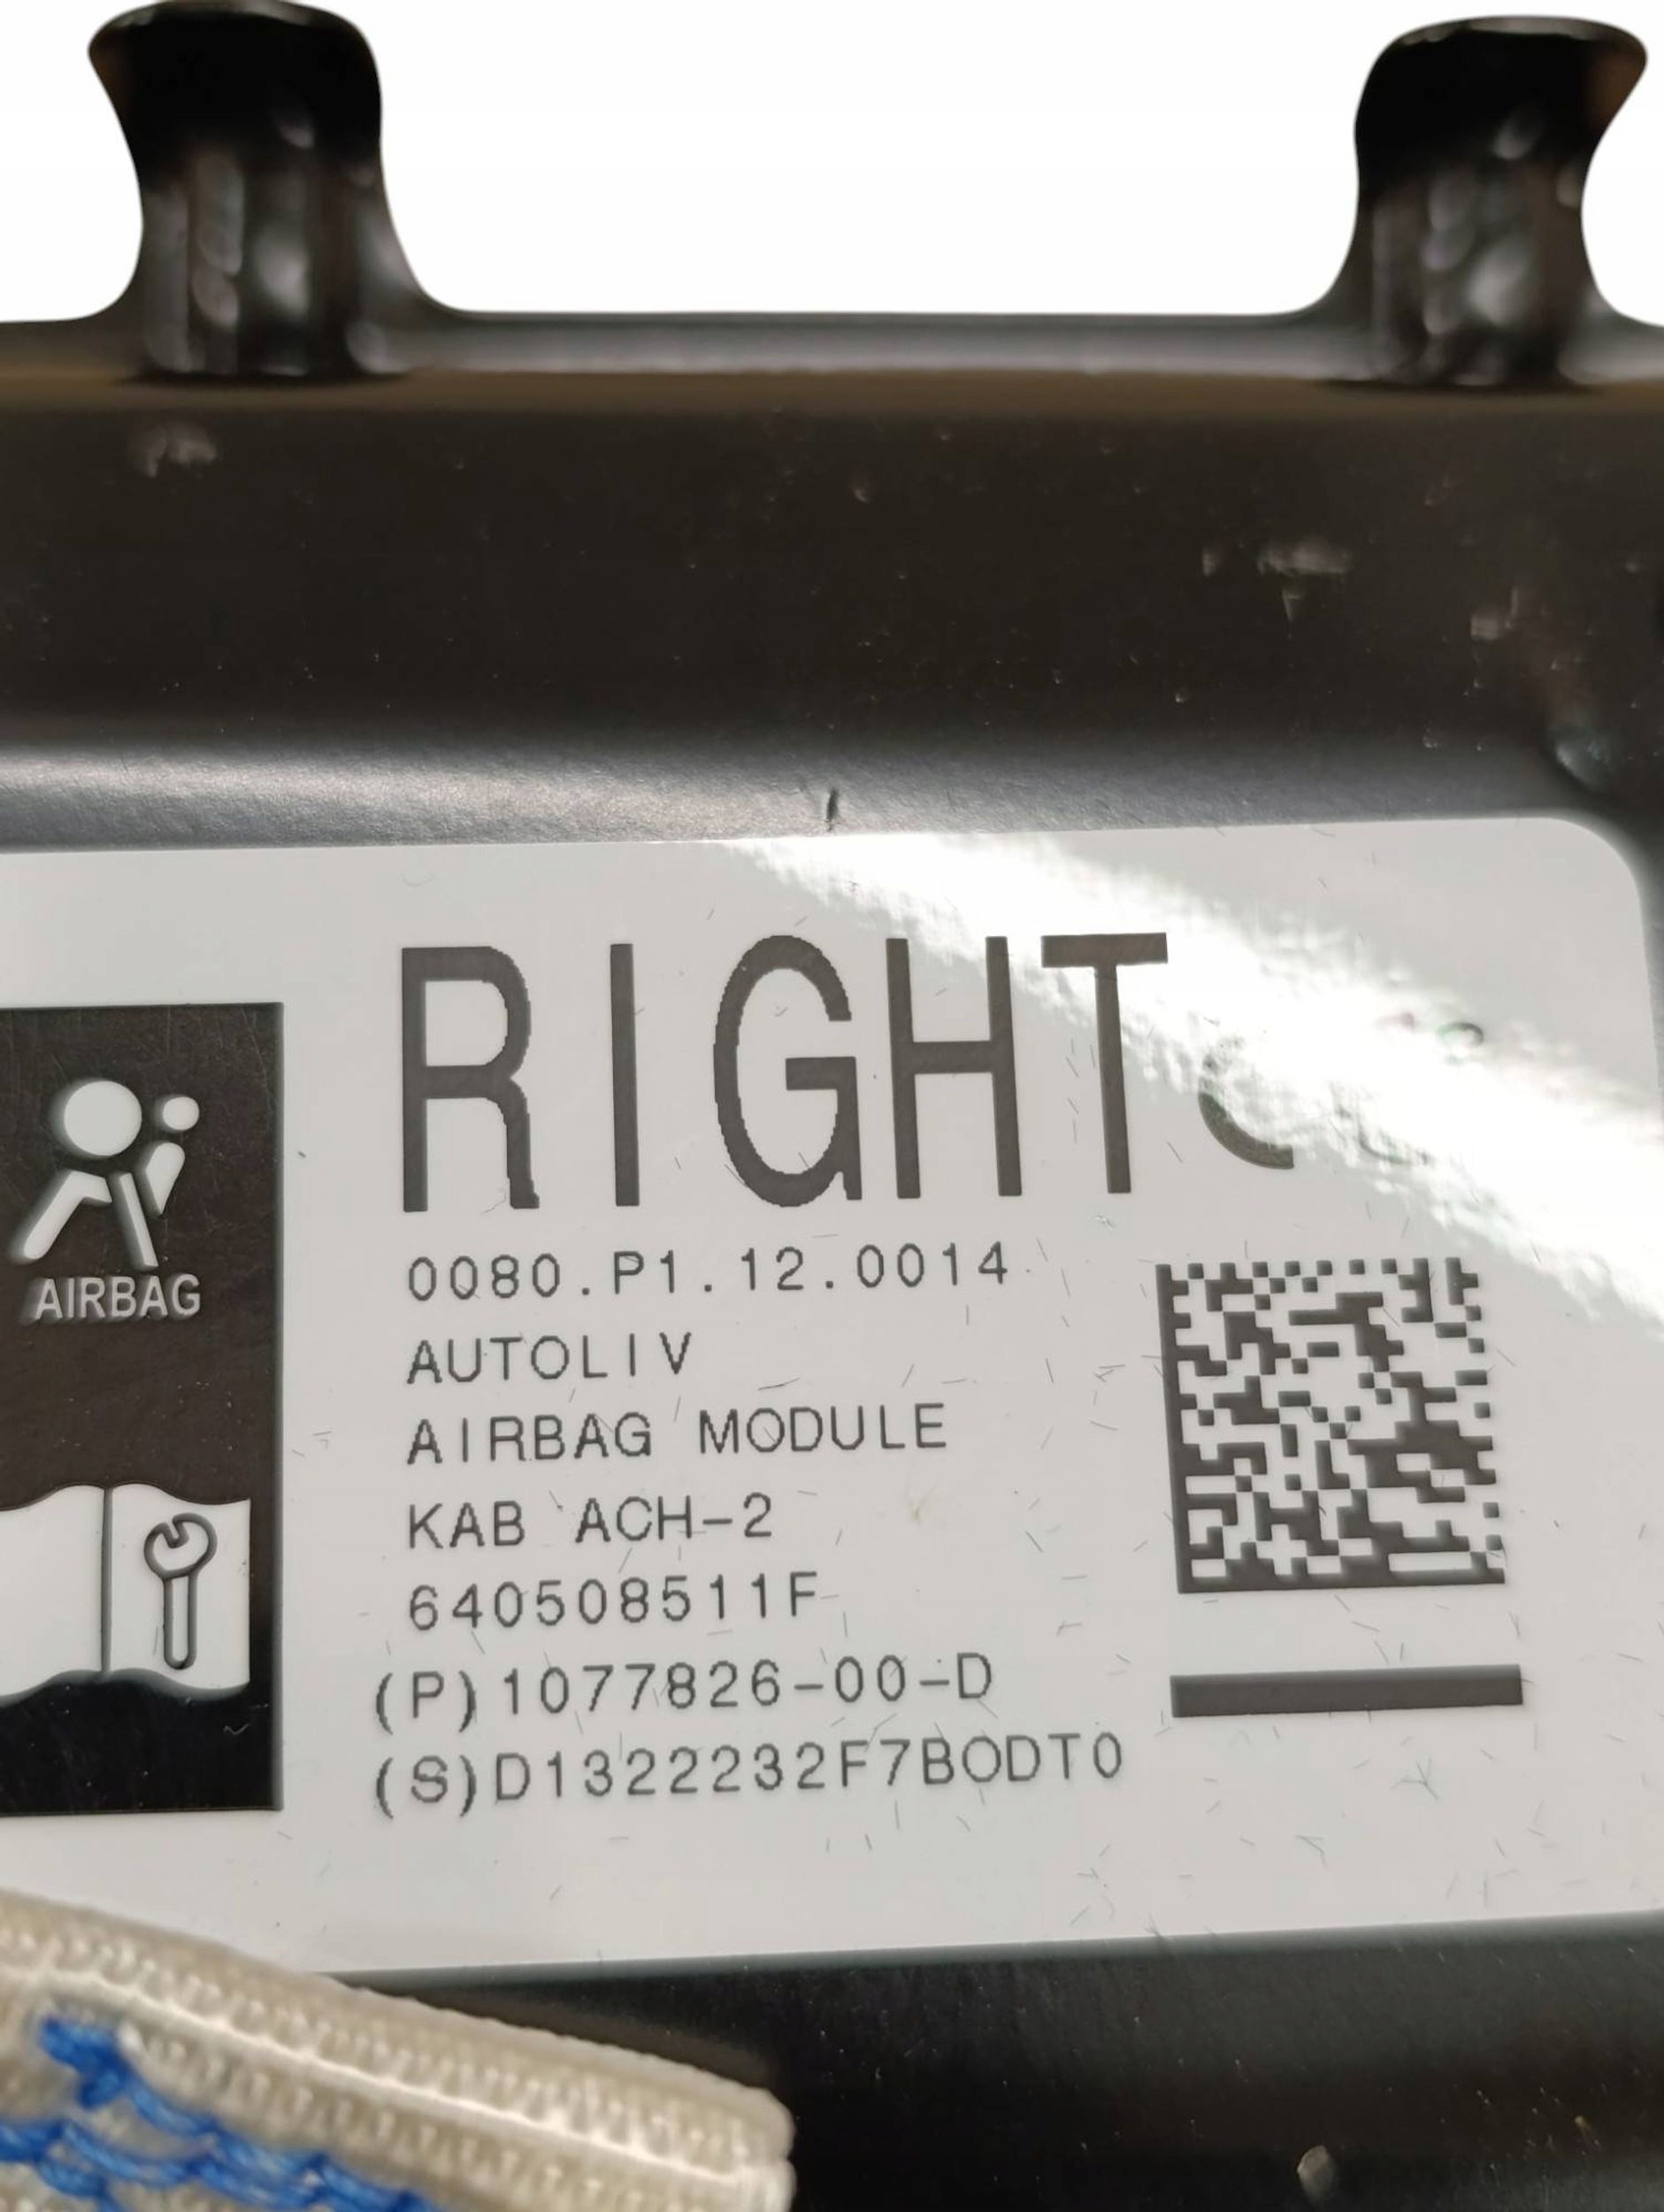 RIGHT
AIRBAG
0080.P1.12.0014
AUTOLIV
AIRBAG MODULE
KAB ACH-2
640508511F
(P)1077826-00-D
(S)D1322232F7BODT0